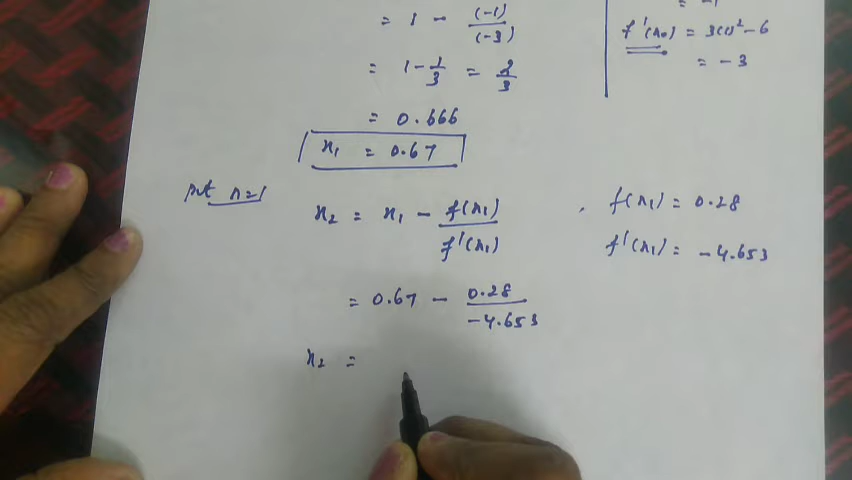 = 1 - (-1)/(-3)
= 1 - 1/3 = 2/3
= 0.666
x₁ = 0.67
= -1
f'(x₀) = 3(1)² - 6
= -3
Put n=1
x₂ = x₁ - f(x₁)/f'(x₁)
, f(x₁) = 0.28
f'(x₁) = -4.653
= 0.67 - 0.28/-4.653
x₂ =